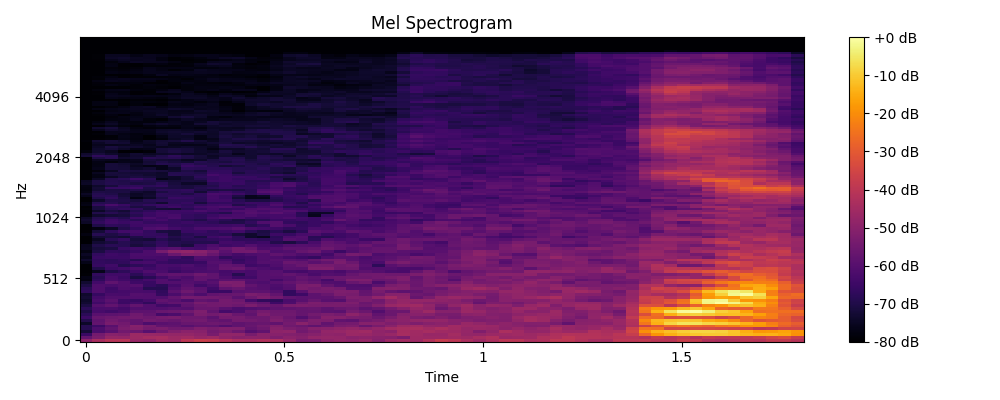 Mel Spectrogram
Hz
4096
2048
1024
512
0
0
0.5
1
1.5
Time
+0 dB
-10 dB
-20 dB
-30 dB
-40 dB
-50 dB
-60 dB
-70 dB
-80 dB